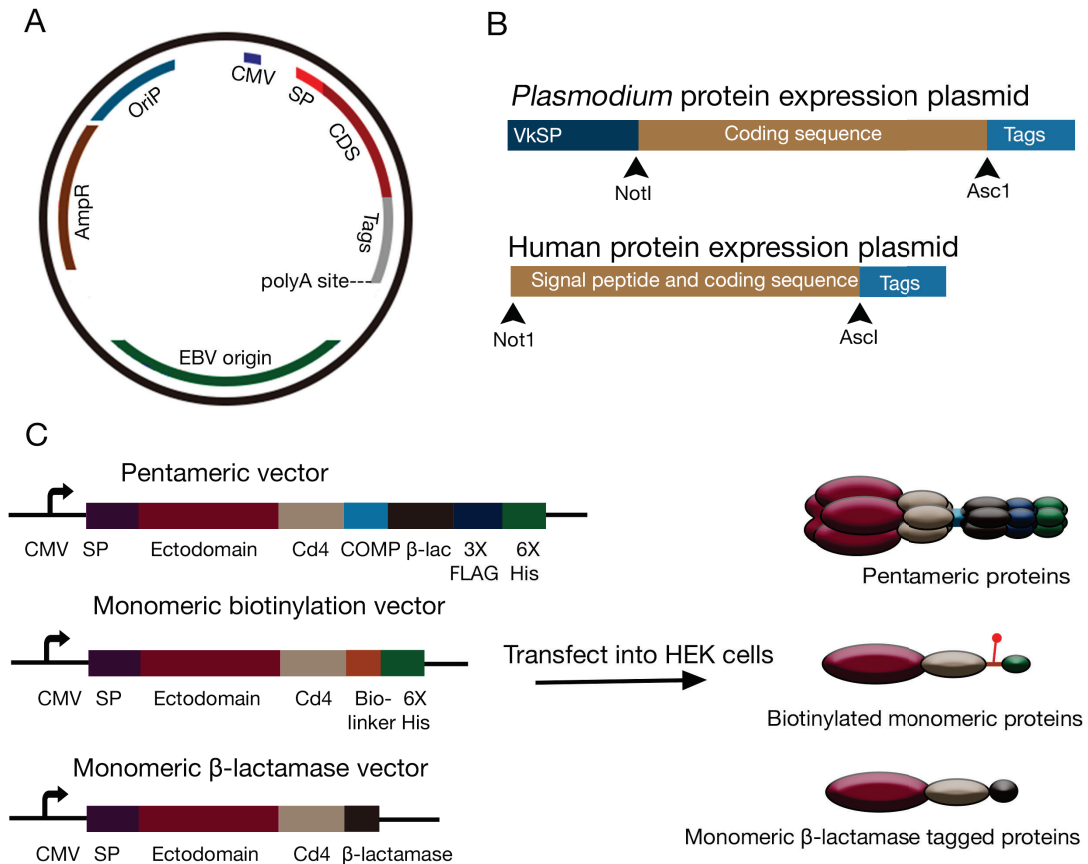 A
OriP
CMV
SP
CDS
AmpR
Tags
polyA site---
EBV origin
B
Plasmodium protein expression plasmid
VkSP Coding sequence Tags
NotI Asc1
Human protein expression plasmid
Signal peptide and coding sequence Tags
Not1 AscI
C
Pentameric vector
CMV SP Ectodomain Cd4 COMP β-lac 3X 6X
FLAG His
Pentameric proteins
Monomeric biotinylation vector
CMV SP Ectodomain Cd4 Bio- 6X
linker His
Transfect into HEK cells
Biotinylated monomeric proteins
Monomeric β-lactamase vector
CMV SP Ectodomain Cd4 β-lactamase
Monomeric β-lactamase tagged proteins